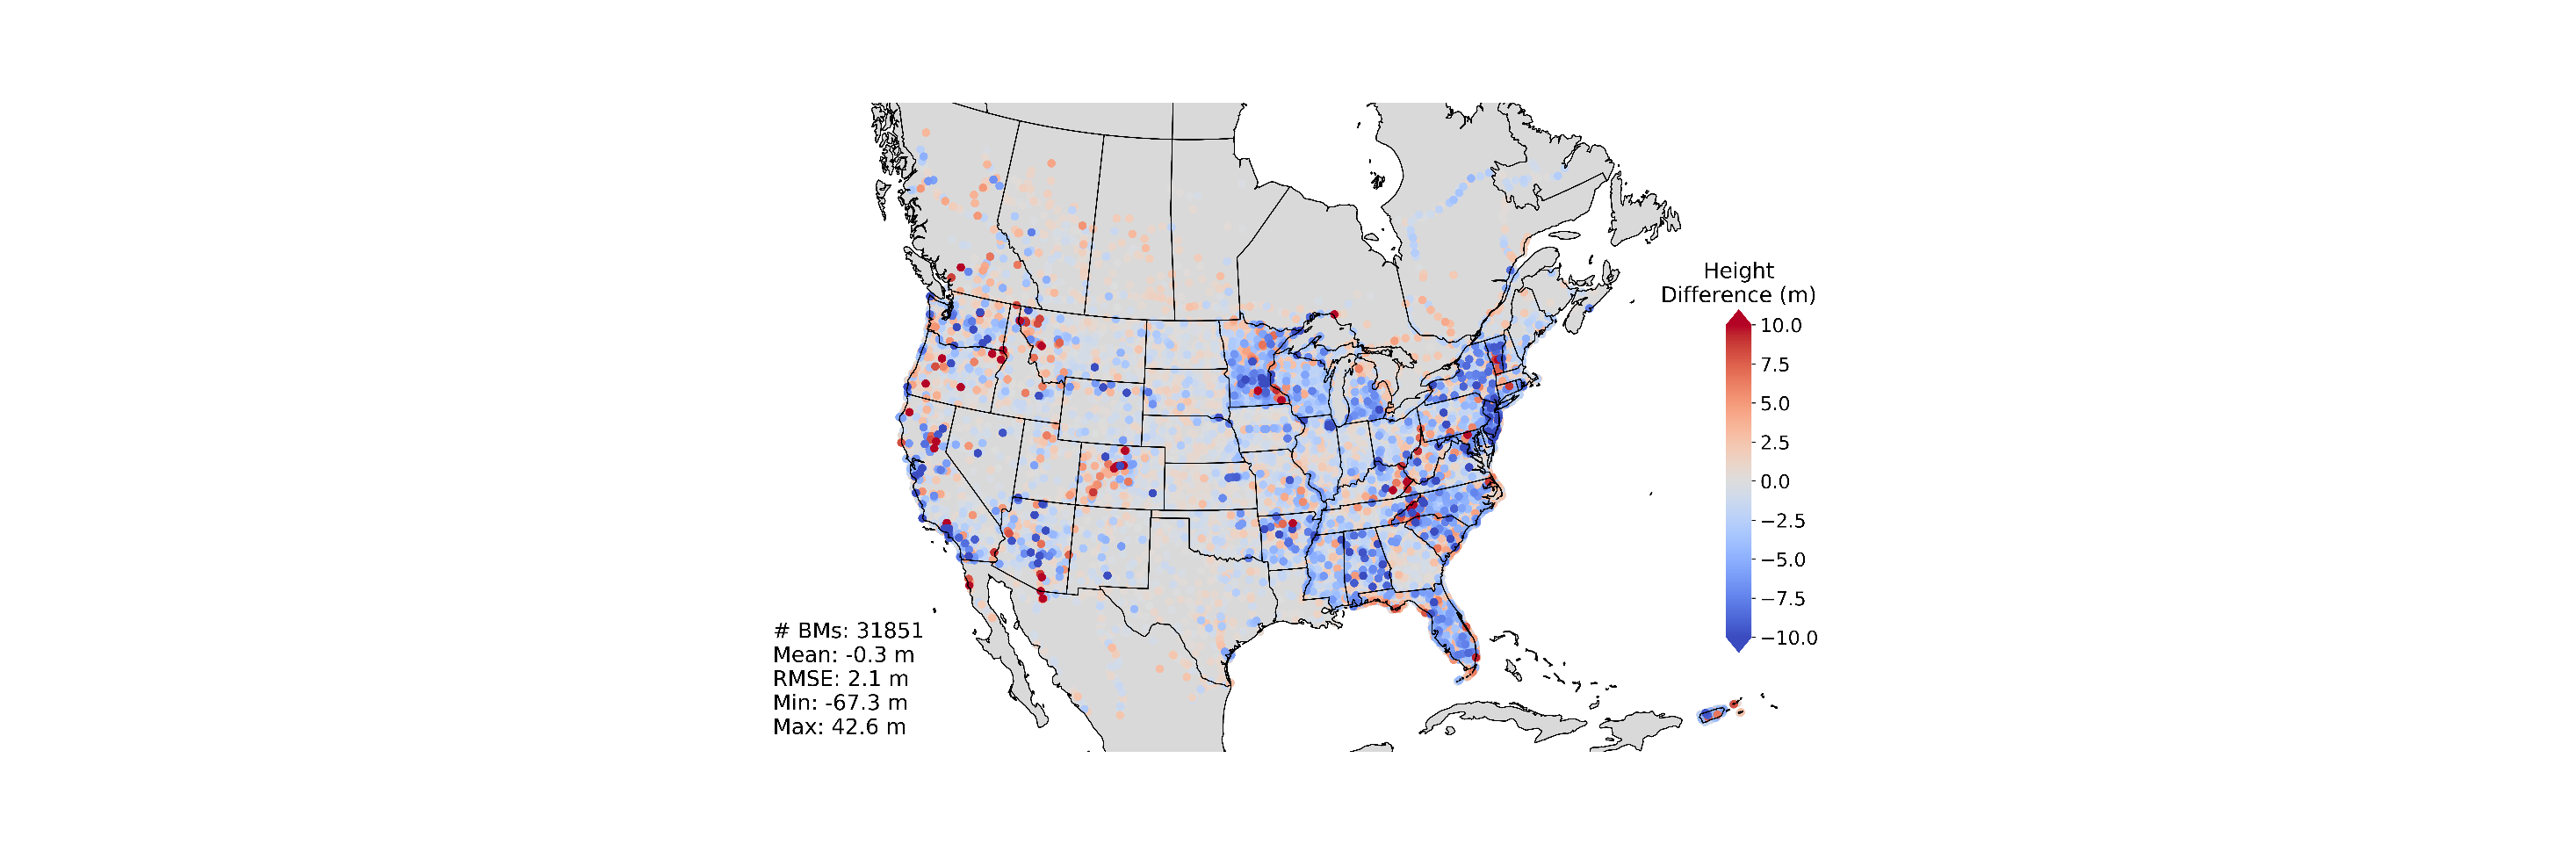 Height
Difference (m)
10.0
7.5
5.0
2.5
0.0
−2.5
−5.0
−7.5
−10.0
# BMs: 31851
Mean: -0.3 m
RMSE: 2.1 m
Min: -67.3 m
Max: 42.6 m